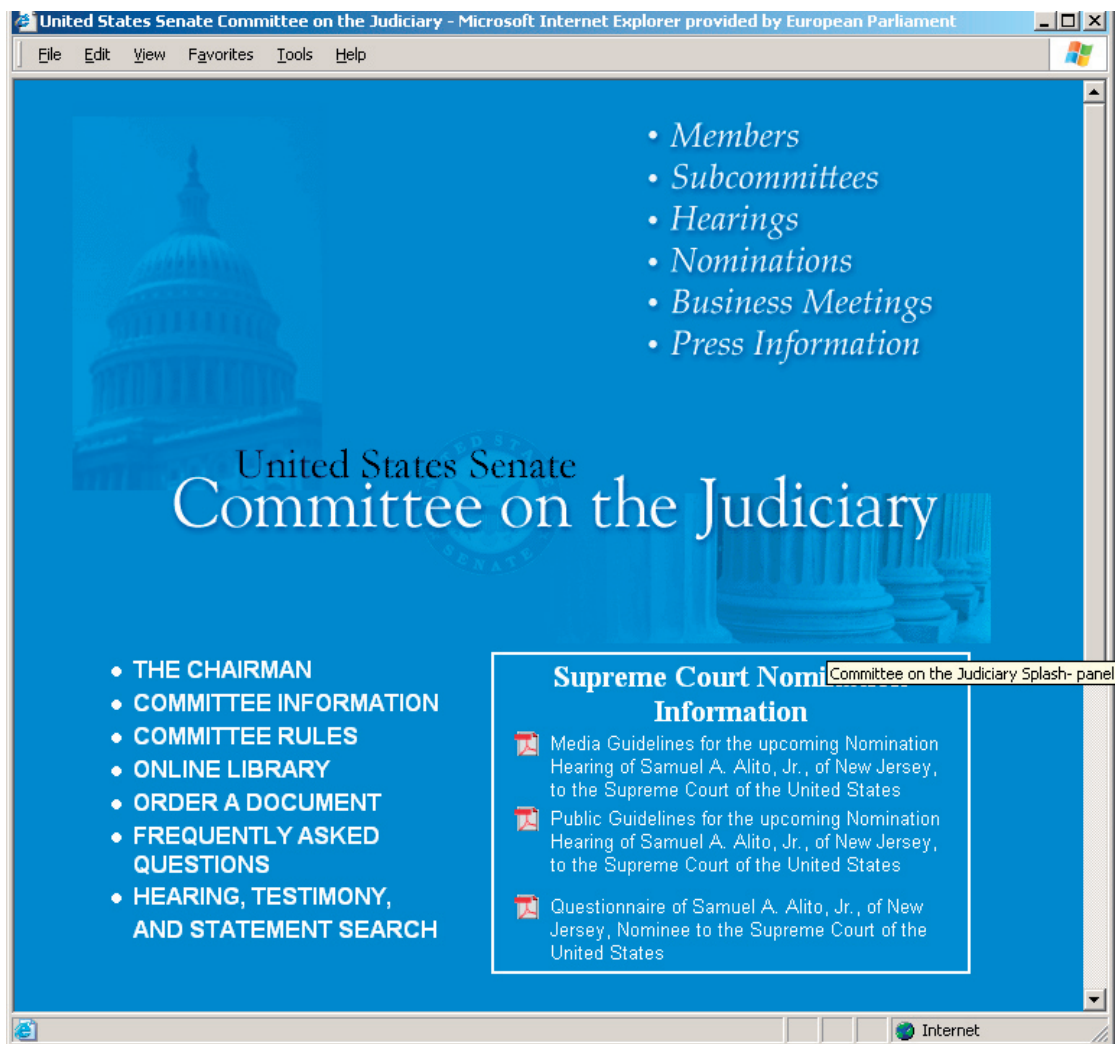 United States Senate Committee on the Judiciary - Microsoft Internet Explorer provided by European Parliament
File Edit View Favorites Tools Help
• Members
• Subcommittees
• Hearings
• Nominations
• Business Meetings
• Press Information
United States Senate
Committee on the Judiciary
• THE CHAIRMAN
• COMMITTEE INFORMATION
• COMMITTEE RULES
• ONLINE LIBRARY
• ORDER A DOCUMENT
• FREQUENTLY ASKED
QUESTIONS
• HEARING, TESTIMONY,
AND STATEMENT SEARCH
Supreme Court
Committee on the Judiciary Splash- panel
Information
Media Guidelines for the upcoming Nomination
Hearing of Samuel A. Alito, Jr., of New Jersey,
to the Supreme Court of the United States
Public Guidelines for the upcoming Nomination
Hearing of Samuel A. Alito, Jr., of New Jersey,
to the Supreme Court of the United States
Questionnaire of Samuel A. Alito, Jr., of New
Jersey, Nominee to the Supreme Court of the
United States
Internet